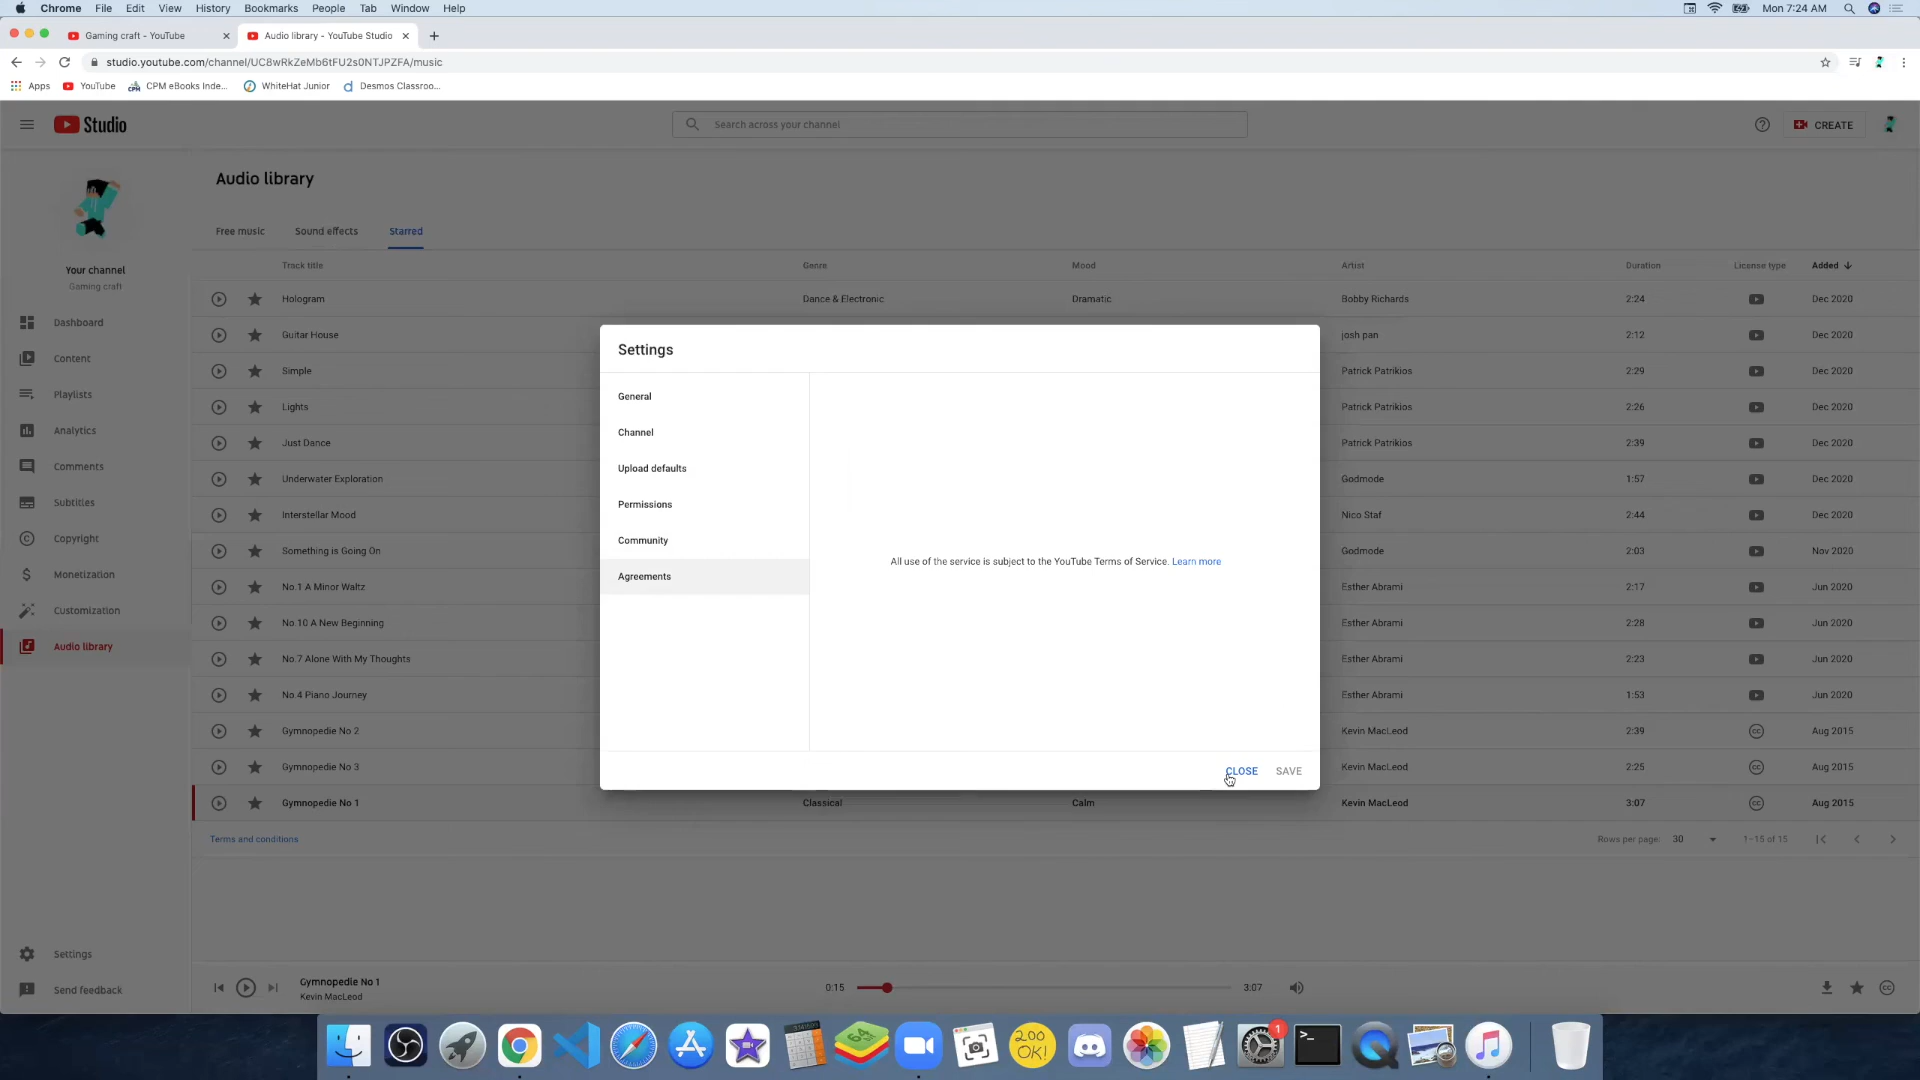 Chrome File Edit View History Bookmarks People Tab Window Help Mon 7:24 AM
Gaming craft - YouTube Audio library - YouTube Studio
studio.youtube.com/channel/UC8wRkZeMb6tFU2s0NTJPZFA/music
Apps YouTube CPM eBooks Inde... WhiteHat Junior Desmos Classroo...
Studio Search across your channel CREATE
Audio library
Free music Sound effects Starred
Your channel
Gaming craft
Dashboard
Content
Playlists
Analytics
Comments
Subtitles
Copyright
Monetization
Customization
Audio library
Settings
Send feedback
Track title Genre Mood Artist Duration License type Added
Hologram Dance & Electronic Dramatic Bobby Richards 2:24 Dec 2020
Guitar House josh pan 2:12 Dec 2020
Simple Patrick Patrikios 2:29 Dec 2020
Lights Patrick Patrikios 2:26 Dec 2020
Just Dance Patrick Patrikios 2:39 Dec 2020
Underwater Exploration Godmode 1:57 Dec 2020
Interstellar Mood Nico Staf 2:44 Dec 2020
Something is Going On Godmode 2:03 Nov 2020
No.1 A Minor Waltz Esther Abrami 2:17 Jun 2020
No.10 A New Beginning Esther Abrami 2:28 Jun 2020
No.7 Alone With My Thoughts Esther Abrami 2:23 Jun 2020
No.4 Piano Journey Esther Abrami 1:53 Jun 2020
Gymnopedie No 2 Kevin MacLeod 2:39 Aug 2015
Gymnopedie No 3 Kevin MacLeod 2:25 Aug 2015
Gymnopedie No 1 Classical Calm Kevin MacLeod 3:07 Aug 2015
Terms and conditions Rows per page: 30 1–15 of 15
Settings
General
Channel
Upload defaults
Permissions
Community
Agreements
All use of the service is subject to the YouTube Terms of Service. Learn more
CLOSE SAVE
Gymnopedie No 1
Kevin MacLeod
0:15 3:07
64
200
OK!
1